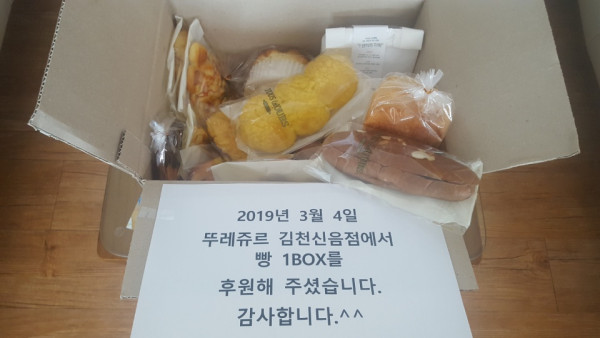 2019년 3월 4일
뚜레쥬르 김천신음점에서
빵 1BOX를
후원해 주셨습니다.
감사합니다.^^